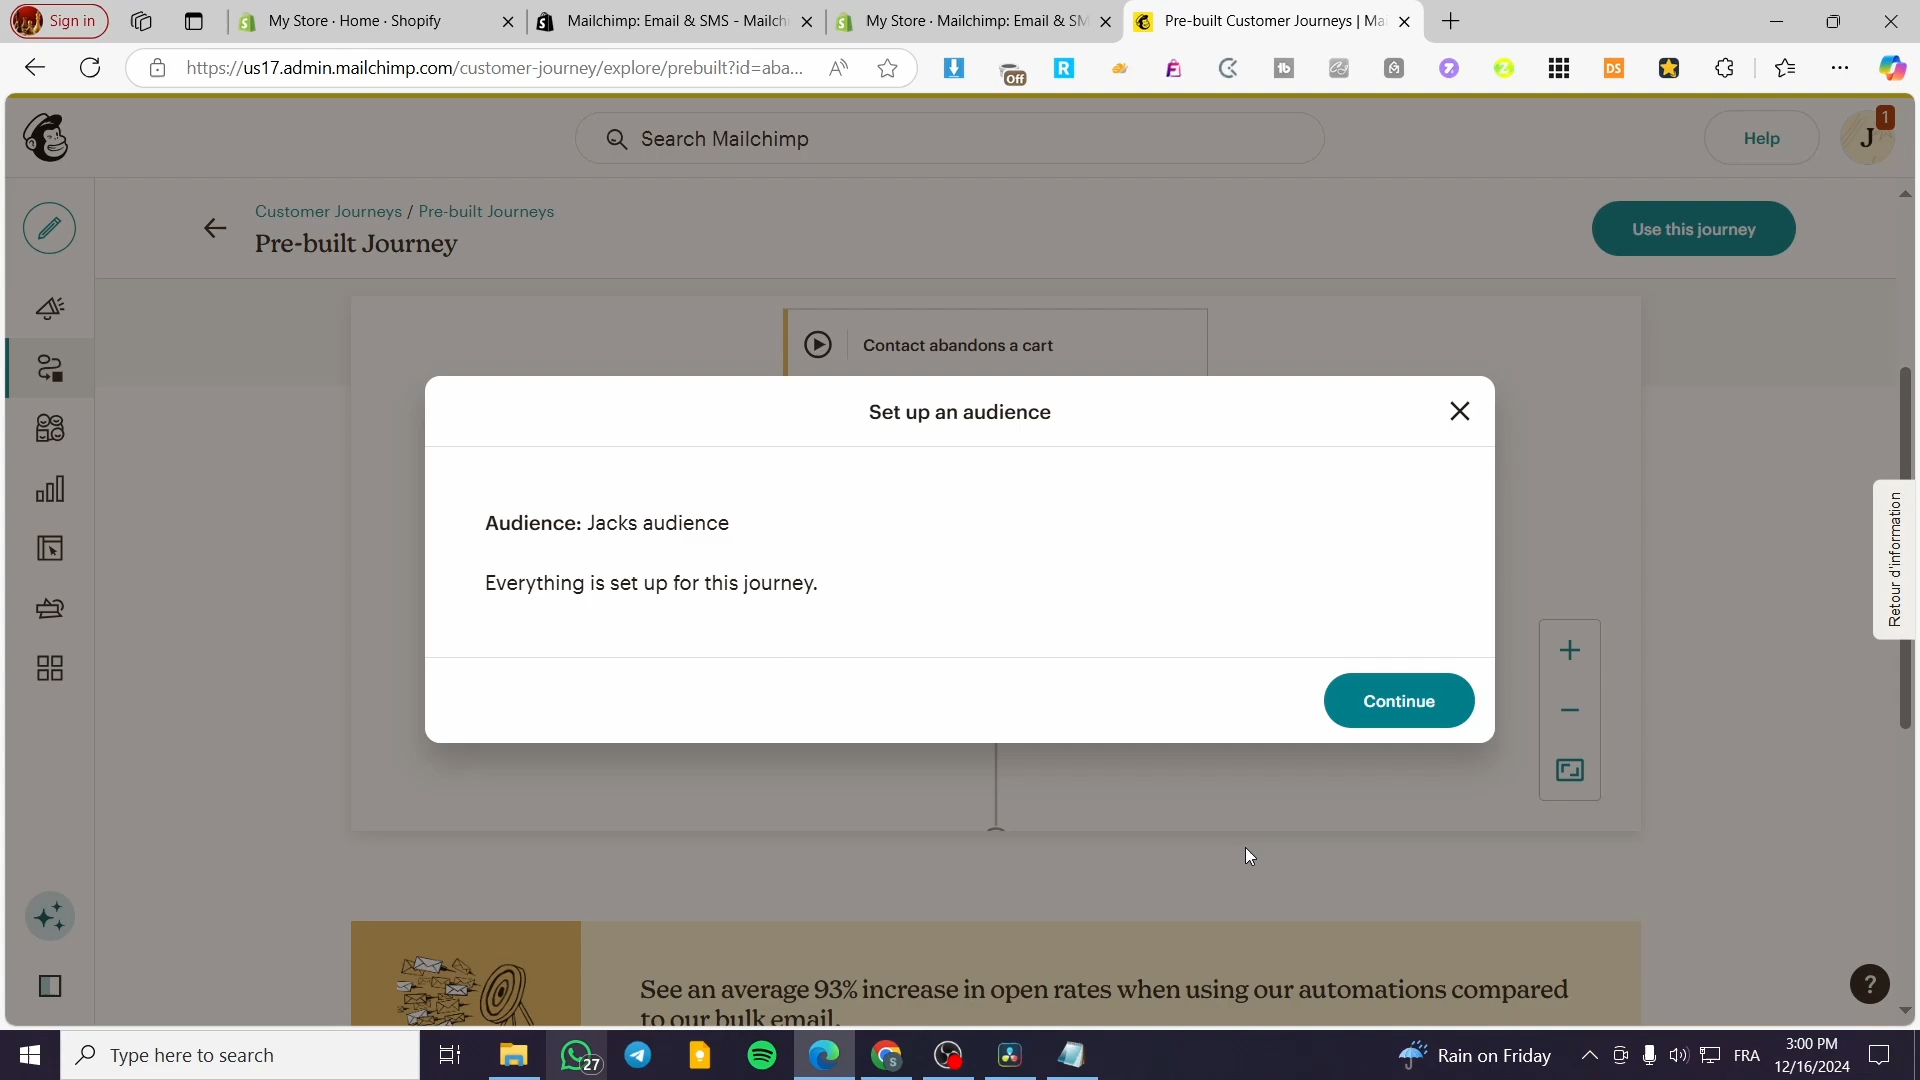 Sign in
My Store · Home · Shopify
Mailchimp: Email & SMS - Mailch
My Store · Mailchimp: Email & SM
Pre-built Customer Journeys | Ma
https://us17.admin.mailchimp.com/customer-journey/explore/prebuilt?id=aba...
Off
DS
Search Mailchimp
Help
J
1
Customer Journeys / Pre-built Journeys
Pre-built Journey
Use this journey
Contact abandons a cart
Set up an audience
Audience: Jacks audience
Everything is set up for this journey.
Continue
Retour d'information
See an average 93% increase in open rates when using our automations compared
to our bulk email.
?
Type here to search
27
Rain on Friday
FRA
3:00 PM
12/16/2024